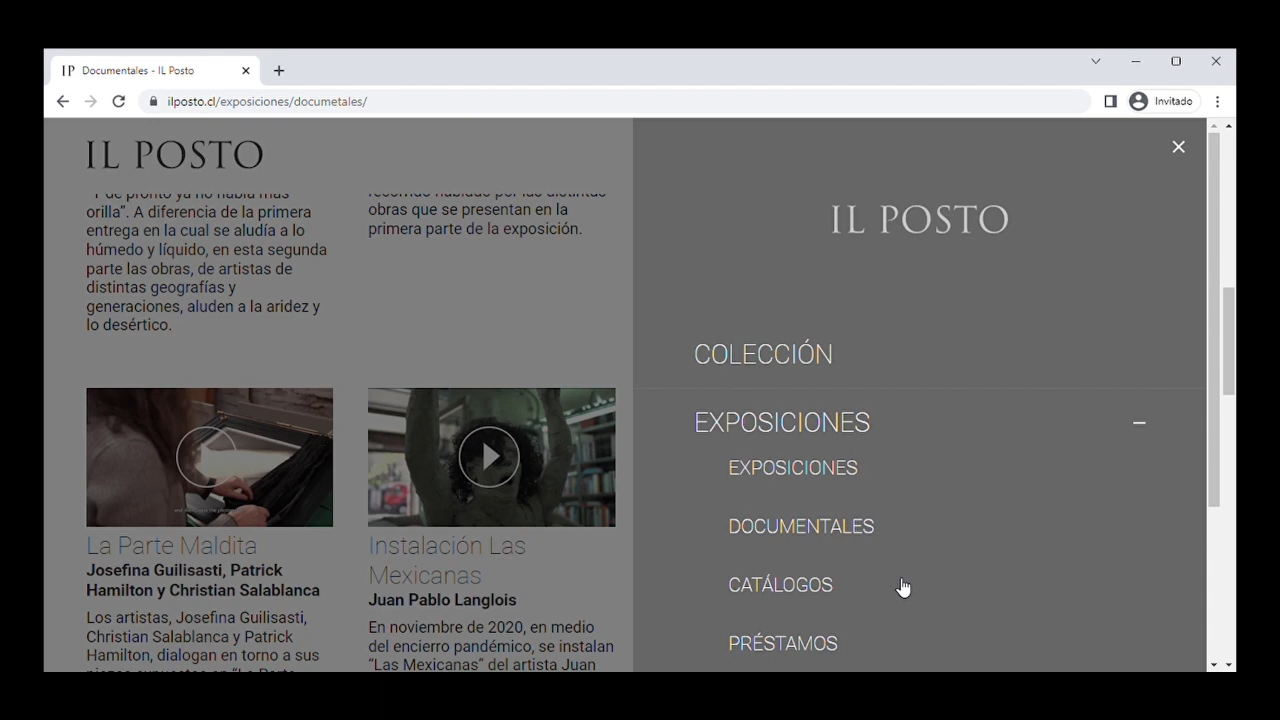 Documentales - IL Posto
ilposto.cl/exposiciones/documetales/
Invitado
IL POSTO
orilla”. A diferencia de la primera
entrega en la cual se aludía a lo
húmedo y líquido, en esta segunda
parte las obras, de artistas de
distintas geografías y
generaciones, aluden a la aridez y
lo desértico.
obras que se presentan en la
primera parte de la exposición.
La Parte Maldita
Josefina Guilisasti, Patrick
Hamilton y Christian Salablanca
Los artistas, Josefina Guilisasti,
Christian Salablanca y Patrick
Hamilton, dialogan en torno a sus
Instalación Las
Mexicanas
Juan Pablo Langlois
En noviembre de 2020, en medio
del encierro pandémico, se instalan
“Las Mexicanas” del artista Juan
IL POSTO
COLECCIÓN
EXPOSICIONES
EXPOSICIONES
DOCUMENTALES
CATÁLOGOS
PRÉSTAMOS